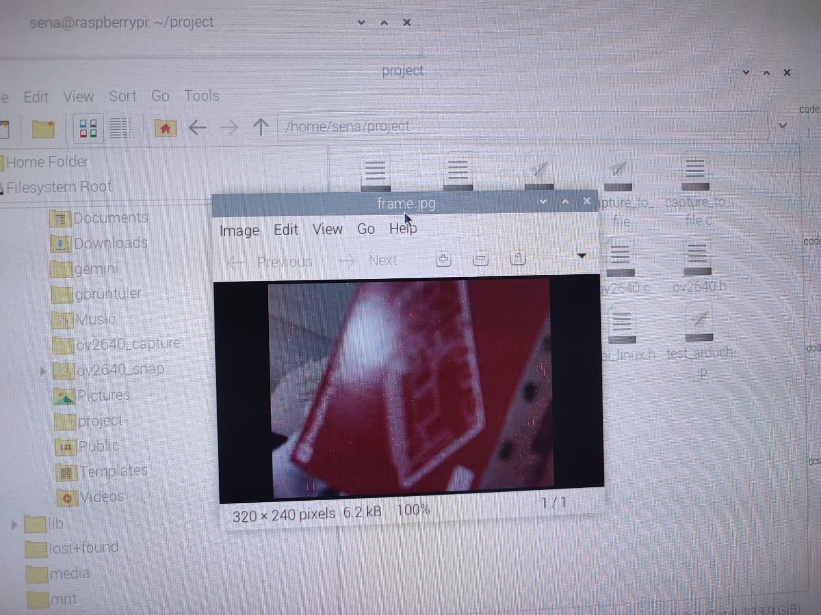 sena@raspberrypi: ~/project
project
Edit View Sort Go Tools
/home/sena/project
Home Folder
Filesystem Root
Documents
Downloads
gemini
görüntüler
Music
ov2640_capture
ov2640_snap
Pictures
project
Public
Templates
Videos
lib
lost+found
media
mnt
capture_to_
file.c
file
ov2640.c
ov2640.h
test_arduch
p
frame.jpg
Image Edit View Go Help
Previous Next
320 × 240 pixels 6.2 kB 100% 1 / 1